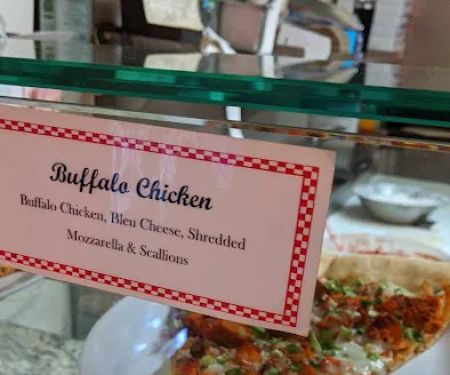 Buffalo Chicken
Buffalo Chicken, Bleu Cheese, Shredded
Mozzarella & Scallions